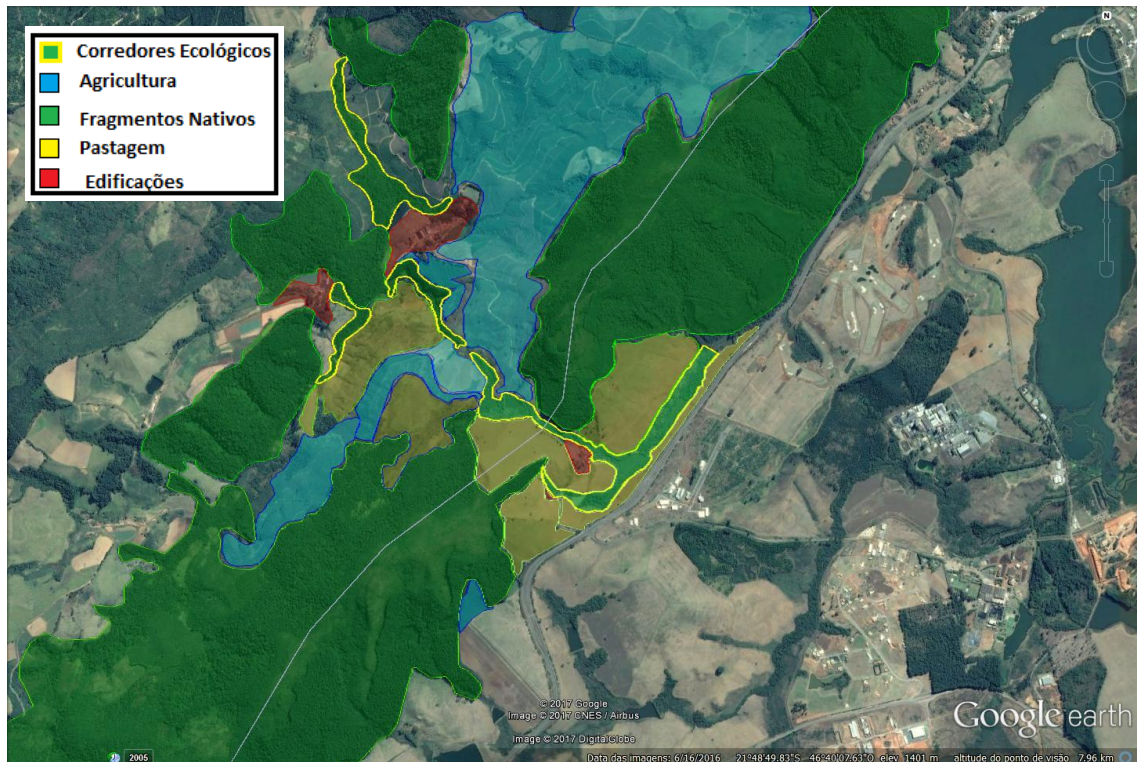 Corredores Ecológicos
Agricultura
Fragmentos Nativos
Pastagem
Edificações
N
© 2017 Google
Image © 2017 CNES / Airbus
Image © 2017 DigitalGlobe
Google earth
2005
Data das imagens: 6/16/2016 21°48'49.83"S 46°40'07.63"O elev 1401 m altitude do ponto de visão 7.96 km